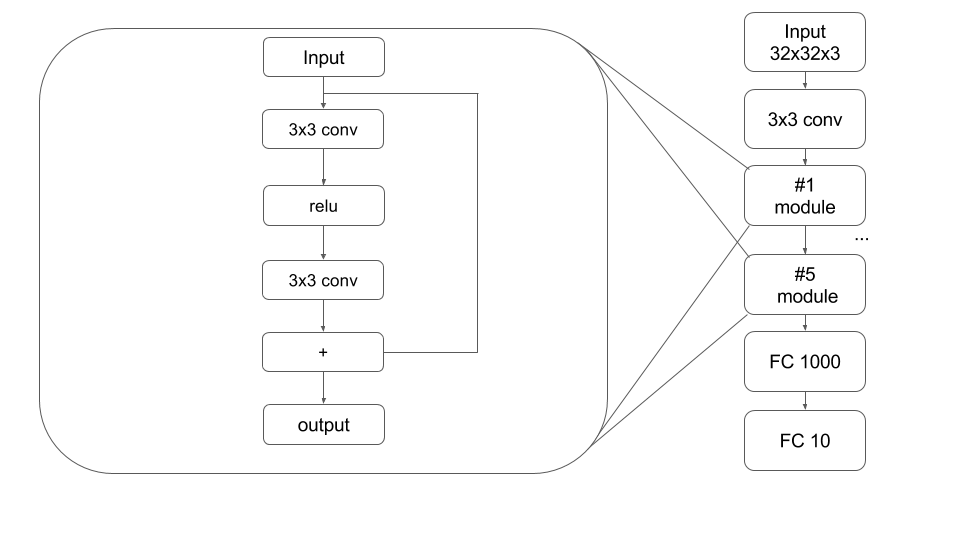 Input
3x3 conv
relu
3x3 conv
+
output
Input
32x32x3
3x3 conv
#1
module
...
#5
module
FC 1000
FC 10